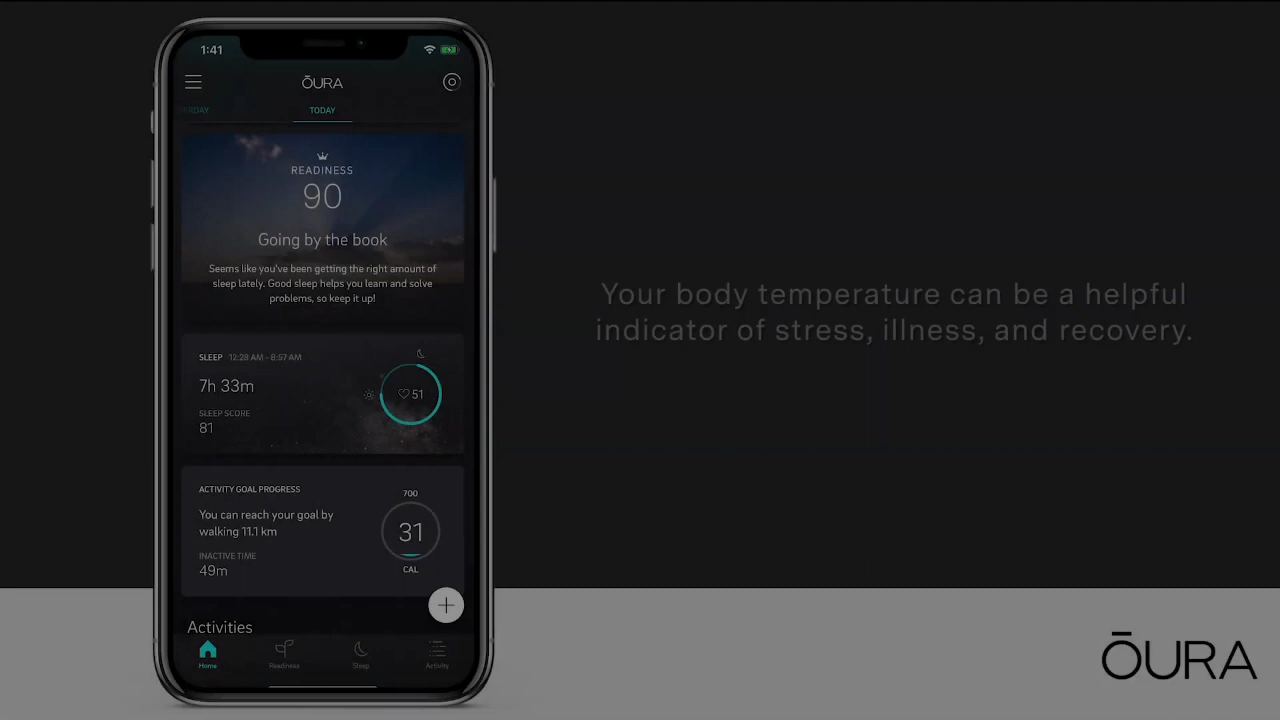 1:41
ŌURA
TODAY
READINESS
90
Going by the book
Seems like you've been getting the right amount of
sleep lately. Good sleep helps you learn and solve
problems, so keep it up!
SLEEP 12:28 AM - 8:57 AM
7h 33m
51
SLEEP SCORE
81
ACTIVITY GOAL PROGRESS
700
You can reach your goal by
walking 11.1 km
31
INACTIVE TIME
49m
CAL
Activities
Home Readiness Sleep Activity
Your body temperature can be a helpful
indicator of stress, illness, and recovery.
ŌURA